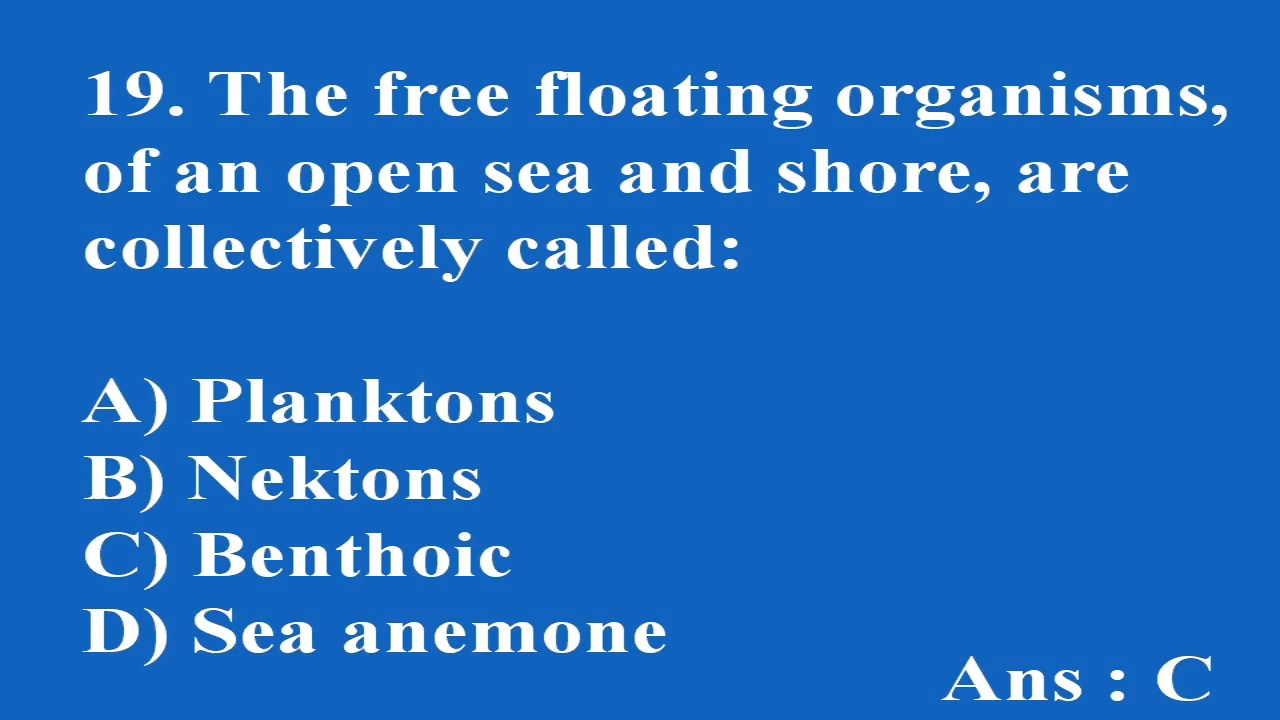 19. The free floating organisms,
of an open sea and shore, are
collectively called:
A) Planktons
B) Nektons
C) Benthoic
D) Sea anemone
Ans : C